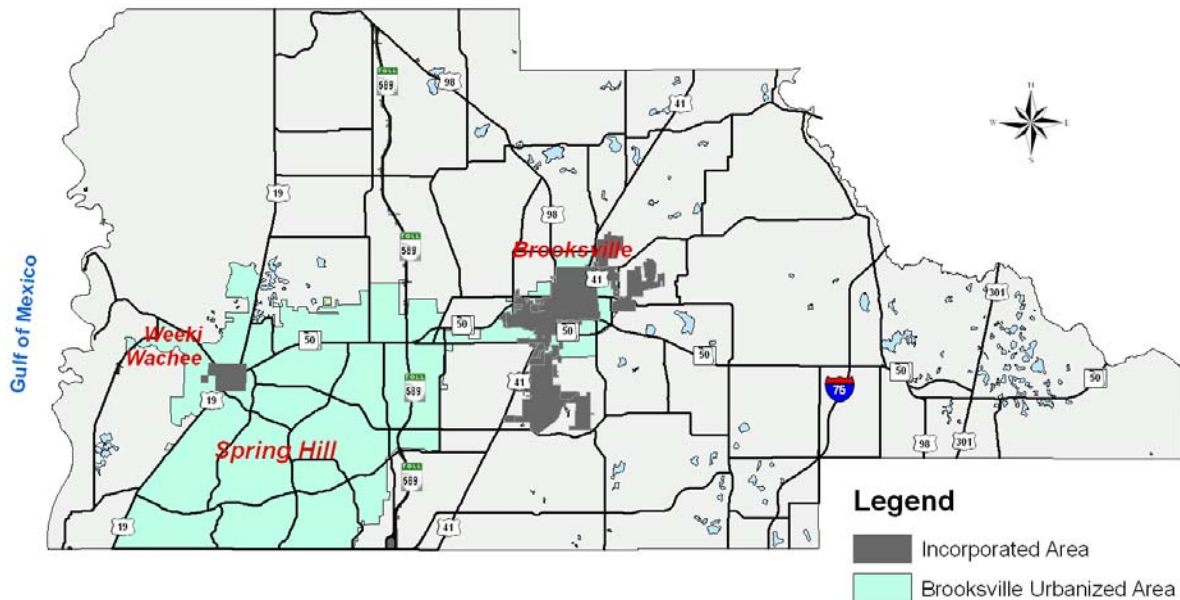 TOLL
589
98
41
N
W
E
S
19
98
TOLL
589
Brooksville
41
Gulf of Mexico
301
Weeki
Wachee
50
50
50
50
50
50
19
TOLL
589
41
75
Spring Hill
98
301
TOLL
589
19
41
Legend
Incorporated Area
Brooksville Urbanized Area